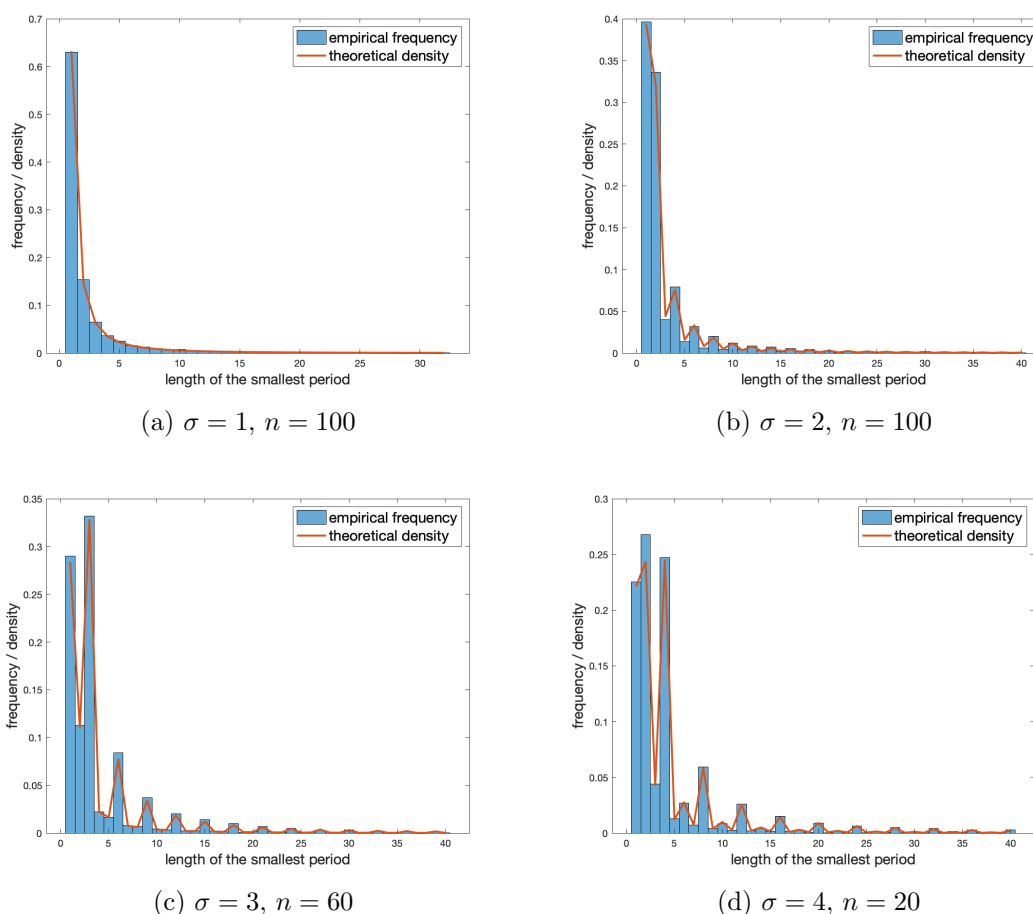 empirical frequency
theoretical density
frequency / density
0.7
0.6
0.5
0.4
0.3
0.2
0.1
0
0 5 10 15 20 25 30
length of the smallest period
(a) σ = 1, n = 100
empirical frequency
theoretical density
frequency / density
0.4
0.35
0.3
0.25
0.2
0.15
0.1
0.05
0
0 5 10 15 20 25 30 35 40
length of the smallest period
(b) σ = 2, n = 100
empirical frequency
theoretical density
frequency / density
0.35
0.3
0.25
0.2
0.15
0.1
0.05
0
0 5 10 15 20 25 30 35 40
length of the smallest period
(c) σ = 3, n = 60
empirical frequency
theoretical density
frequency / density
0.3
0.25
0.2
0.15
0.1
0.05
0
0 5 10 15 20 25 30 35 40
length of the smallest period
(d) σ = 4, n = 20